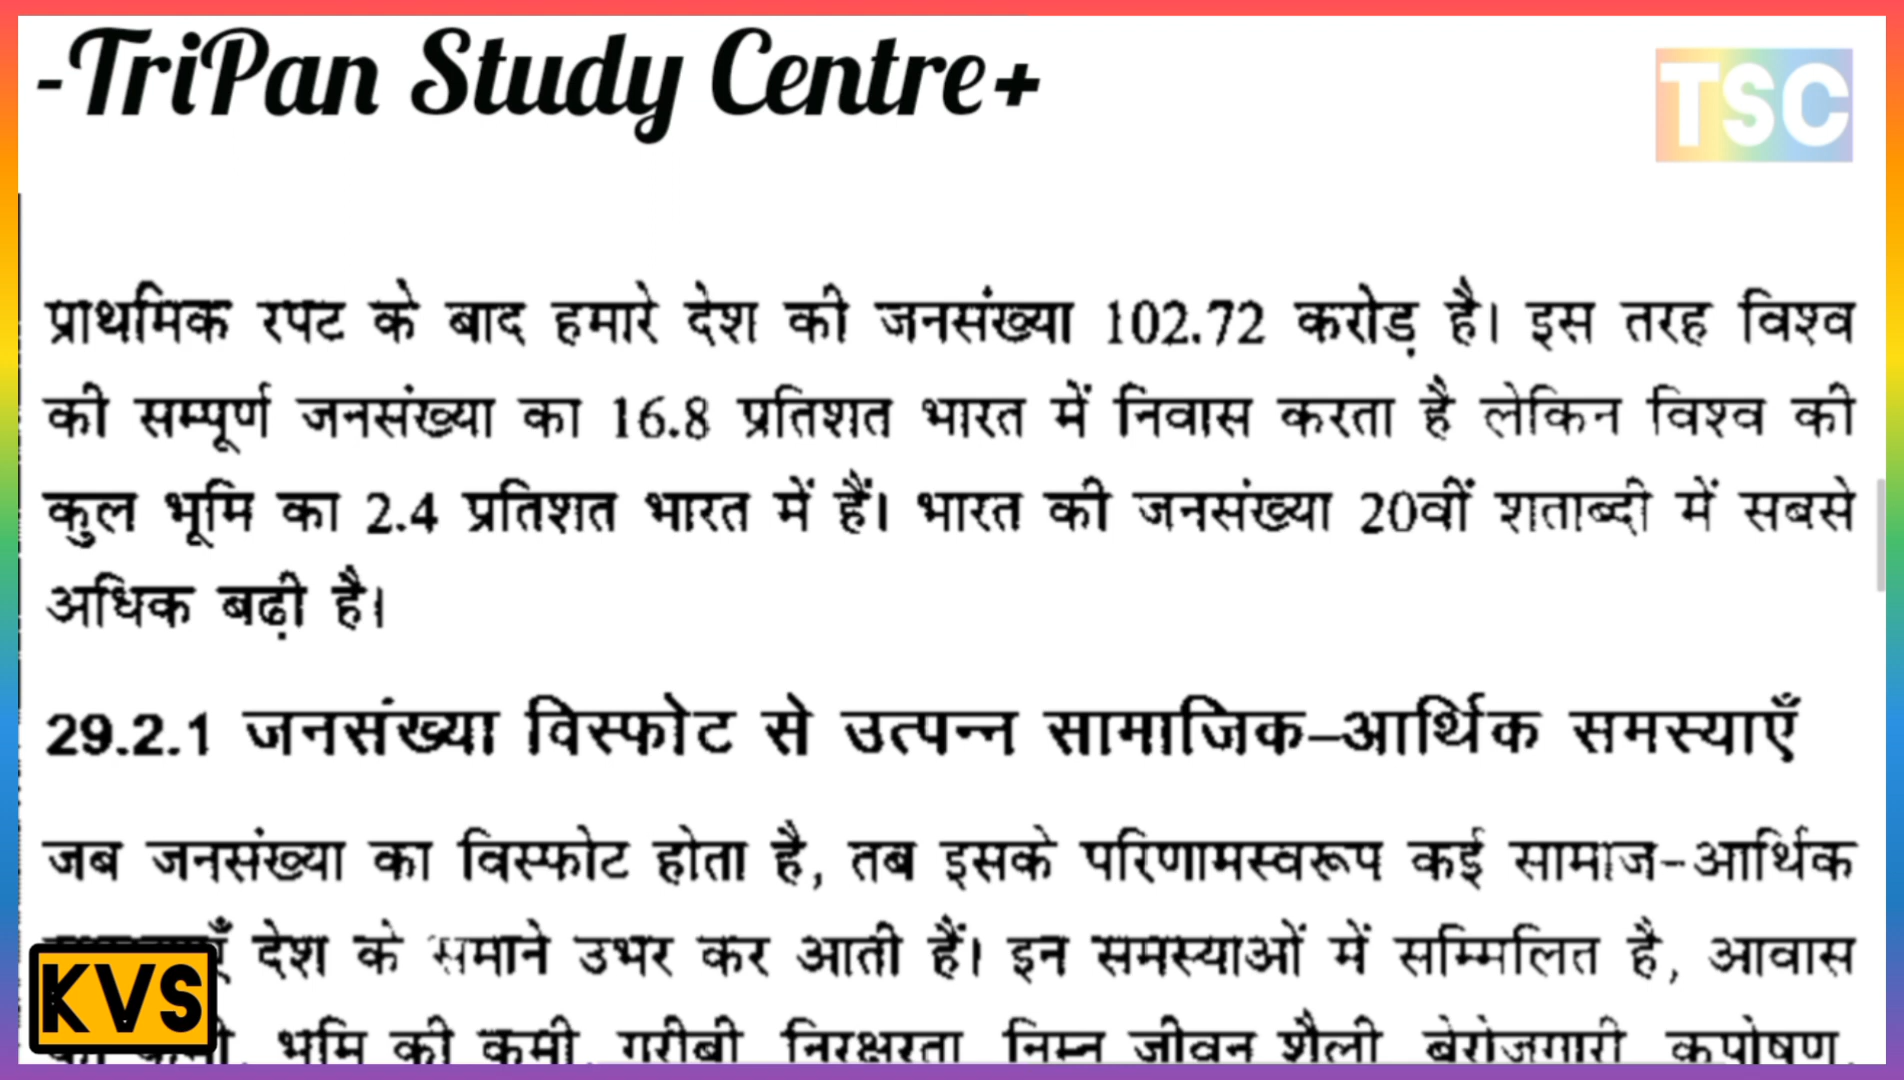 -TriPan Study Centre+
TSC
प्राथमिक रपट के बाद हमारे देश की जनसंख्या 102.72 करोड़ है। इस तरह विश्व
की सम्पूर्ण जनसंख्या का 16.8 प्रतिशत भारत में निवास करता है लेकिन विश्व की
कुल भूमि का 2.4 प्रतिशत भारत में हैं। भारत की जनसंख्या 20वीं शताब्दी में सबसे
अधिक बढ़ी है।
29.2.1 जनसंख्या विस्फोट से उत्पन्न सामाजिक–आर्थिक समस्याएँ
जब जनसंख्या का विस्फोट होता है, तब इसके परिणामस्वरूप कई सामाज-आर्थिक
देश के समाने उभर कर आती हैं। इन समस्याओं में सम्मिलित है, आवास
KVS
भूमि की कमी, गरीबी निरक्षरता निम्न जीवन शैली बेरोजगारी कुपोषण,